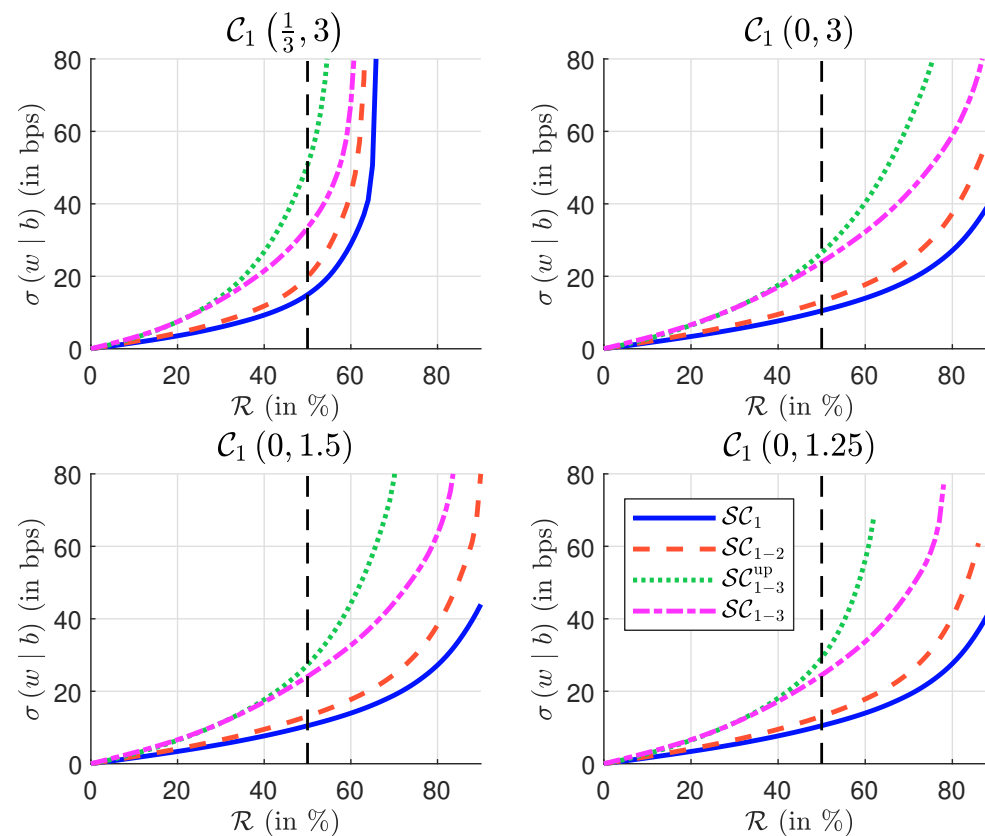 𝒞₁ (1/3, 3)
σ (w | b) (in bps)
80
60
40
20
0
0 20 40 60 80
ℛ (in %)
𝒞₁ (0, 3)
σ (w | b) (in bps)
80
60
40
20
0
0 20 40 60 80
ℛ (in %)
𝒞₁ (0, 1.5)
σ (w | b) (in bps)
80
60
40
20
0
0 20 40 60 80
ℛ (in %)
𝒞₁ (0, 1.25)
σ (w | b) (in bps)
80
60
40
20
0
0 20 40 60 80
ℛ (in %)
𝒮𝒞₁
𝒮𝒞₁₋₂
𝒮𝒞₁₋₃^up
𝒮𝒞₁₋₃